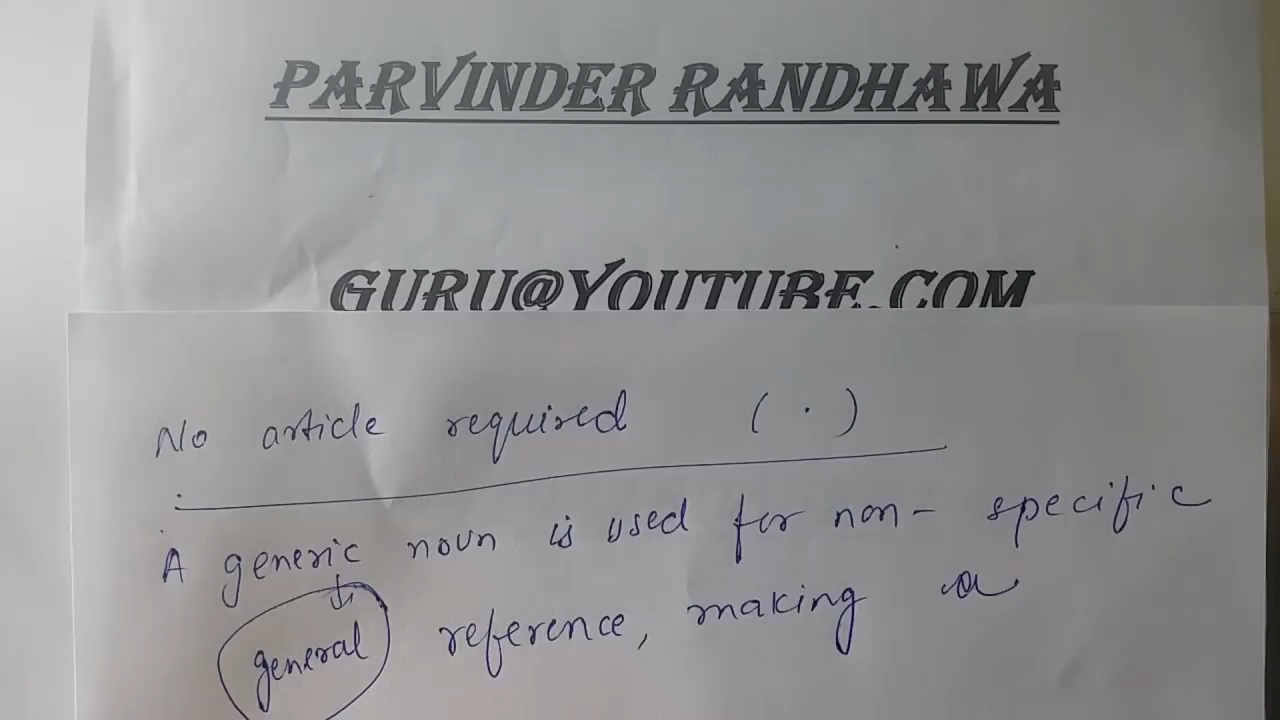 PARVINDER RANDHAWA
GURU@YOUTUBE.COM
No article required ( . )
A generic noun is used for non- specific
general reference, making a